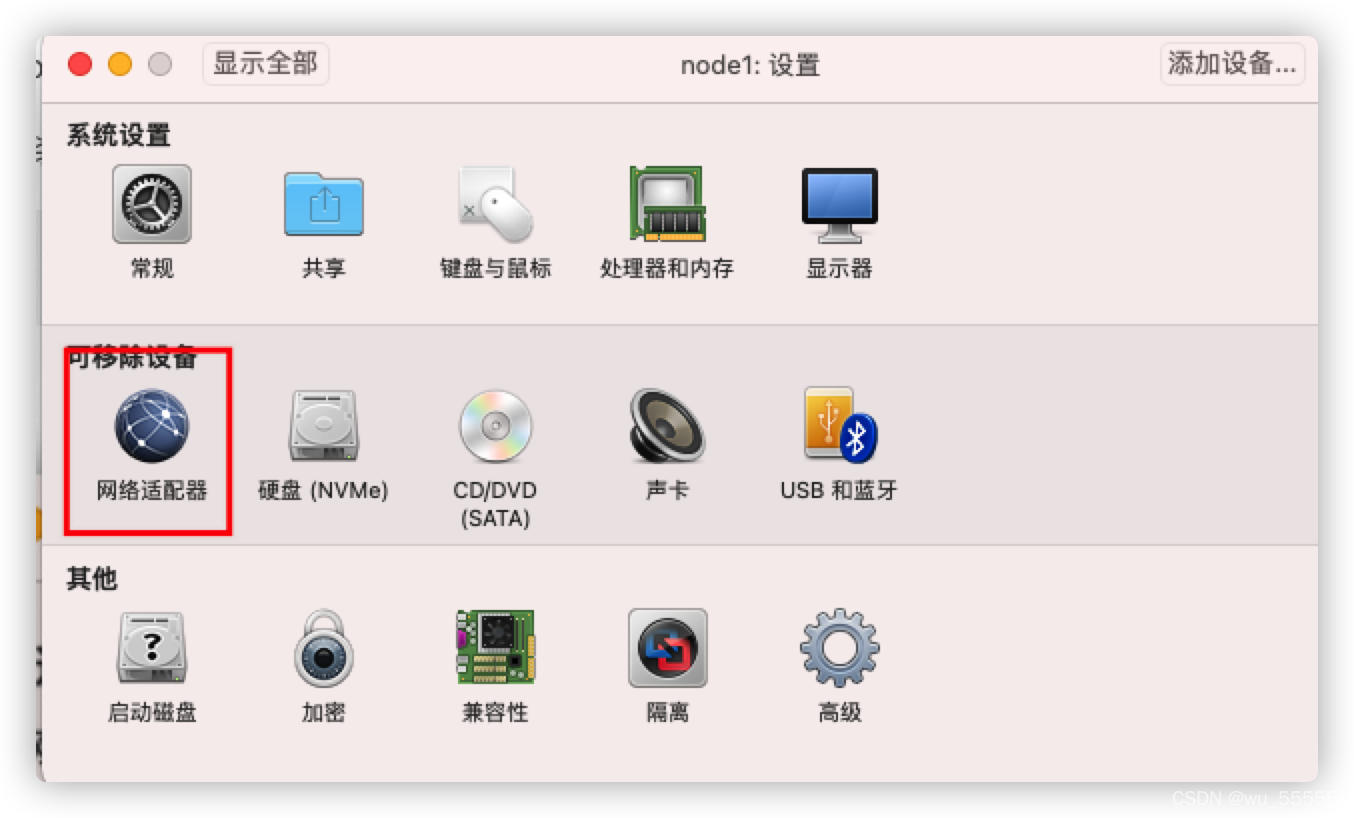 显示全部
node1: 设置
添加设备...
系统设置
常规
共享
键盘与鼠标
处理器和内存
显示器
可移除设备
网络适配器
硬盘 (NVMe)
CD/DVD
(SATA)
声卡
USB 和蓝牙
其他
启动磁盘
加密
兼容性
隔离
高级